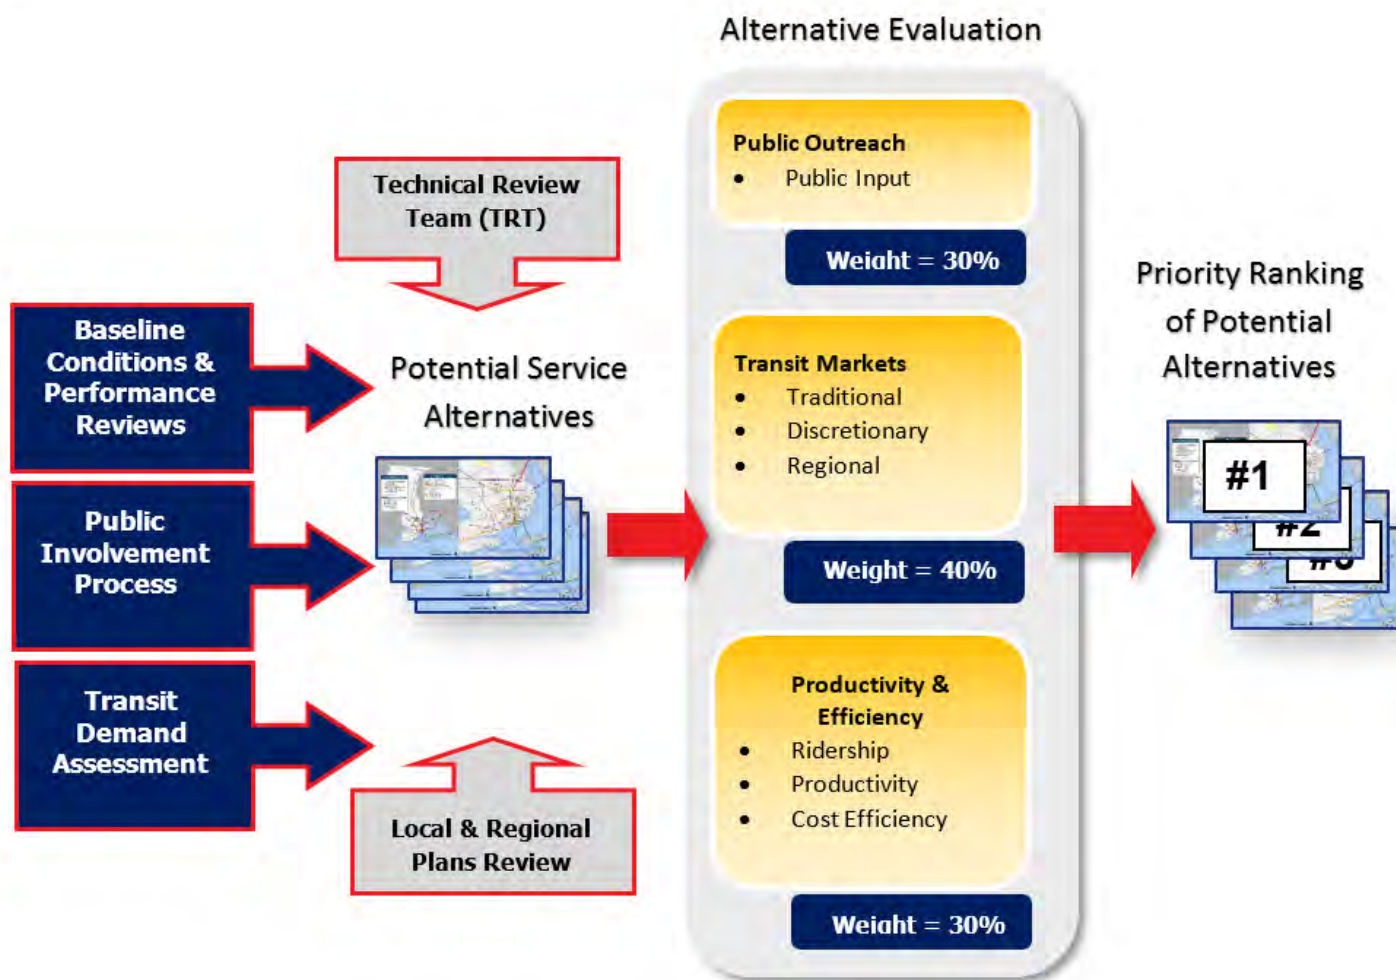 Alternative Evaluation
Technical Review
Team (TRT)
Baseline
Conditions &
Performance
Reviews
Public
Involvement
Process
Transit
Demand
Assessment
Local & Regional
Plans Review
Potential Service
Alternatives
Public Outreach
• Public Input
Weight = 30%
Transit Markets
• Traditional
• Discretionary
• Regional
Weight = 40%
Productivity &
Efficiency
• Ridership
• Productivity
• Cost Efficiency
Weight = 30%
Priority Ranking
of Potential
Alternatives
#1
#2